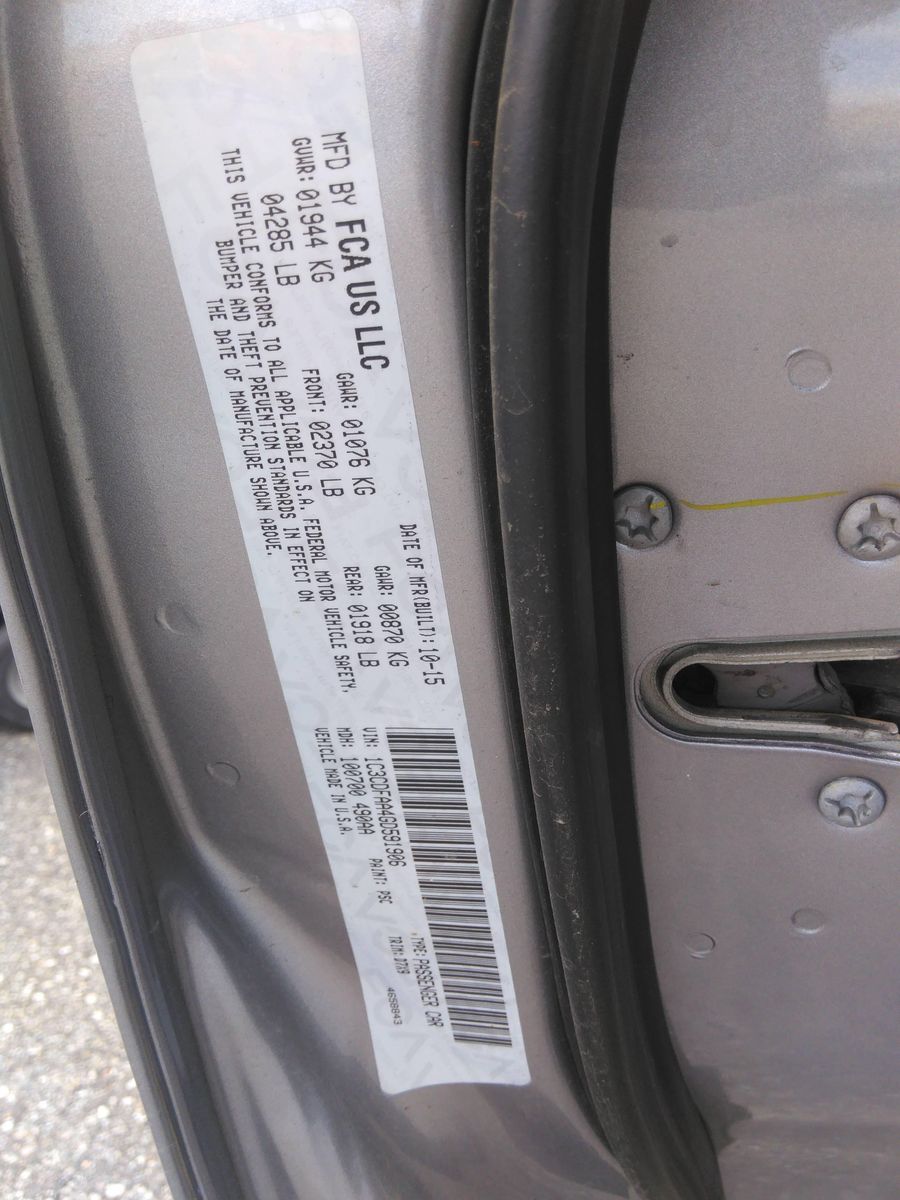 MFD BY FCA US LLC
DATE OF MFR(BUILT): 10-15
GVWR: 01944 KG
04285 LB
GAWR: 01076 KG
FRONT: 02370 LB
GAWR: 00870 KG
REAR: 01918 LB
THIS VEHICLE CONFORMS TO ALL APPLICABLE U.S.A. FEDERAL MOTOR VEHICLE SAFETY,
BUMPER AND THEFT PREVENTION STANDARDS IN EFFECT ON
THE DATE OF MANUFACTURE SHOWN ABOVE.
VIN: 1C3CDFAA4GD591906
TYPE: PASSENGER CAR
MDH: 100700 490AA
PAINT: PSC
TRIM: D7X9
VEHICLE MADE IN U.S.A.
4658843